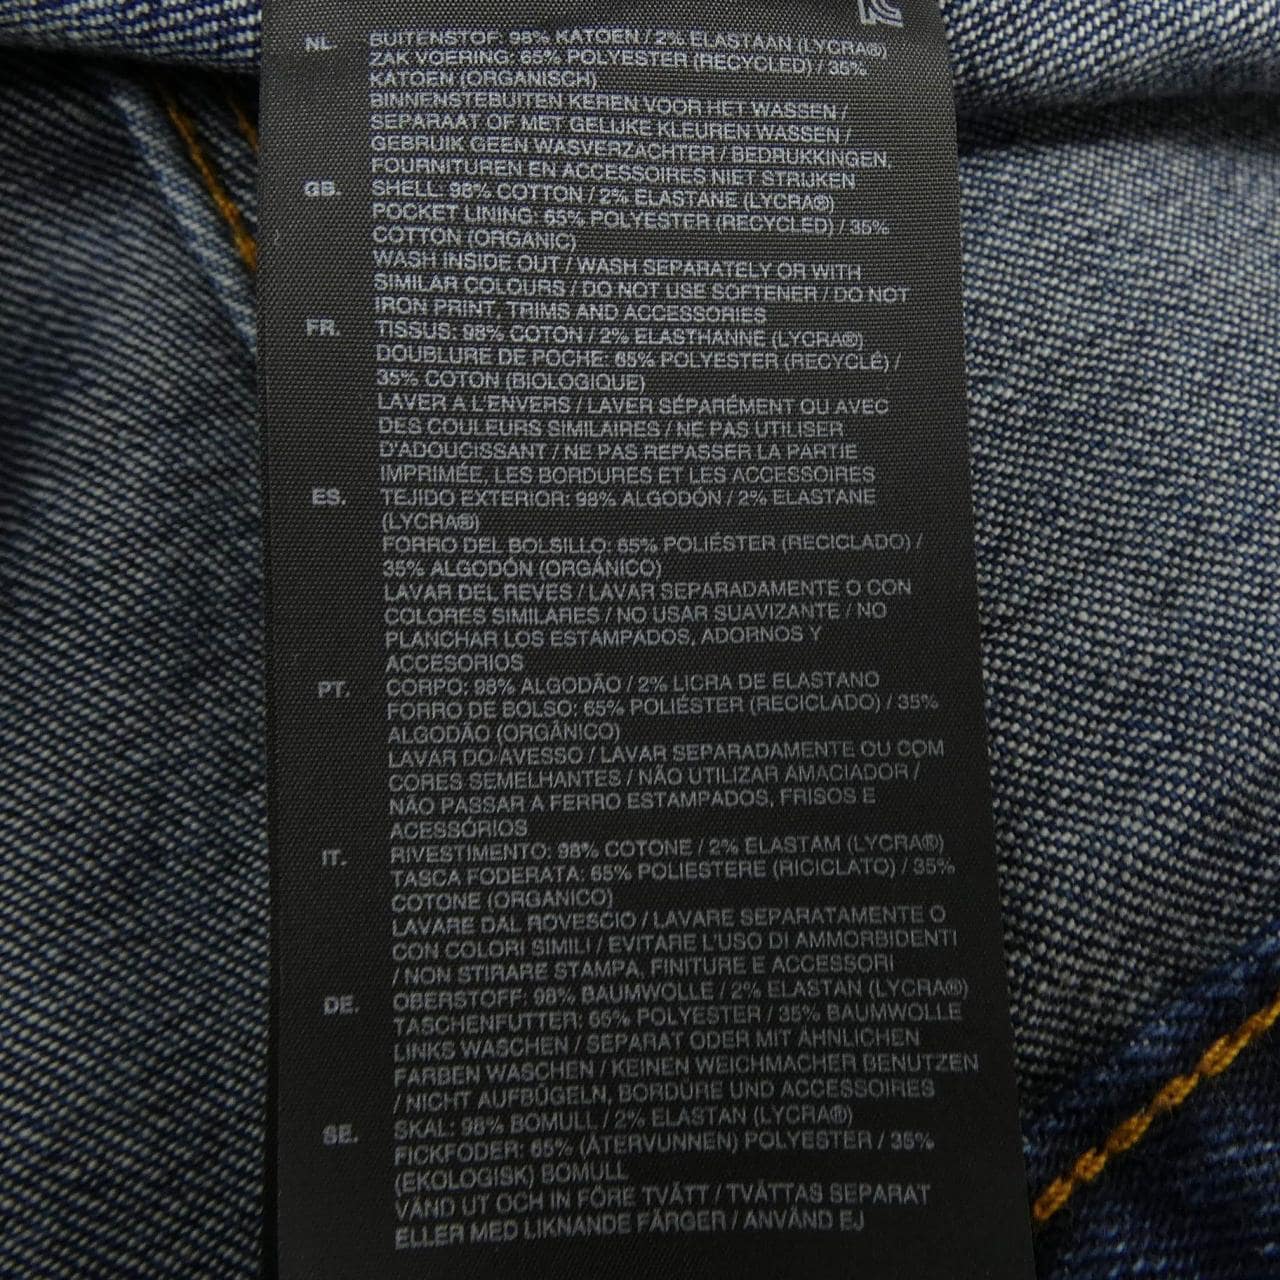 NL. BUITENSTOF: 98% KATOEN / 2% ELASTAAN (LYCRA®)
ZAK VOERING: 65% POLYESTER (RECYCLED) / 35%
KATOEN (ORGANISCH)
BINNENSTEBUITEN KEREN VOOR HET WASSEN /
SEPARAAT OF MET GELIJKE KLEUREN WASSEN /
GEBRUIK GEEN WASVERZACHTER / BEDRUKKINGEN,
FOURNITUREN EN ACCESSOIRES NIET STRIJKEN
GB. SHELL: 98% COTTON / 2% ELASTANE (LYCRA®)
POCKET LINING: 65% POLYESTER (RECYCLED) / 35%
COTTON (ORGANIC)
WASH INSIDE OUT / WASH SEPARATELY OR WITH
SIMILAR COLOURS / DO NOT USE SOFTENER / DO NOT
IRON PRINT, TRIMS AND ACCESSORIES
FR. TISSUS: 98% COTON / 2% ELASTHANNE (LYCRA®)
DOUBLURE DE POCHE: 65% POLYESTER (RECYCLÉ) /
35% COTON (BIOLOGIQUE)
LAVER A L'ENVERS / LAVER SÉPARÉMENT OU AVEC
DES COULEURS SIMILAIRES / NE PAS UTILISER
D'ADOUCISSANT / NE PAS REPASSER LA PARTIE
IMPRIMÉE, LES BORDURES ET LES ACCESSOIRES
ES. TEJIDO EXTERIOR: 98% ALGODÓN / 2% ELASTANE
(LYCRA®)
FORRO DEL BOLSILLO: 65% POLIÉSTER (RECICLADO) /
35% ALGODÓN (ORGÁNICO)
LAVAR DEL REVES / LAVAR SEPARADAMENTE O CON
COLORES SIMILARES / NO USAR SUAVIZANTE / NO
PLANCHAR LOS ESTAMPADOS, ADORNOS Y
ACCESORIOS
PT. CORPO: 98% ALGODÃO / 2% LICRA DE ELASTANO
FORRO DE BOLSO: 65% POLIÉSTER (RECICLADO) / 35%
ALGODÃO (ORGÂNICO)
LAVAR DO AVESSO / LAVAR SEPARADAMENTE OU COM
CORES SEMELHANTES / NÃO UTILIZAR AMACIADOR /
NÃO PASSAR A FERRO ESTAMPADOS, FRISOS E
ACESSÓRIOS
IT. RIVESTIMENTO: 98% COTONE / 2% ELASTAM (LYCRA®)
TASCA FODERATA: 65% POLIESTERE (RICICLATO) / 35%
COTONE (ORGANICO)
LAVARE DAL ROVESCIO / LAVARE SEPARATAMENTE O
CON COLORI SIMILI / EVITARE L'USO DI AMMORBIDENTI
/ NON STIRARE STAMPA, FINITURE E ACCESSORI
DE. OBERSTOFF: 98% BAUMWOLLE / 2% ELASTAN (LYCRA®)
TASCHENFUTTER: 65% POLYESTER / 35% BAUMWOLLE
LINKS WASCHEN / SEPARAT ODER MIT ÄHNLICHEN
FARBEN WASCHEN / KEINEN WEICHMACHER BENUTZEN
/ NICHT AUFBÜGELN, BORDÜRE UND ACCESSOIRES
SE. SKAL: 98% BOMULL / 2% ELASTAN (LYCRA®)
FICKFODER: 65% (ÅTERVUNNEN) POLYESTER / 35%
(EKOLOGISK) BOMULL
VÄND UT OCH IN FÖRE TVÄTT / TVÄTTAS SEPARAT
ELLER MED LIKNANDE FÄRGER / ANVÄND EJ